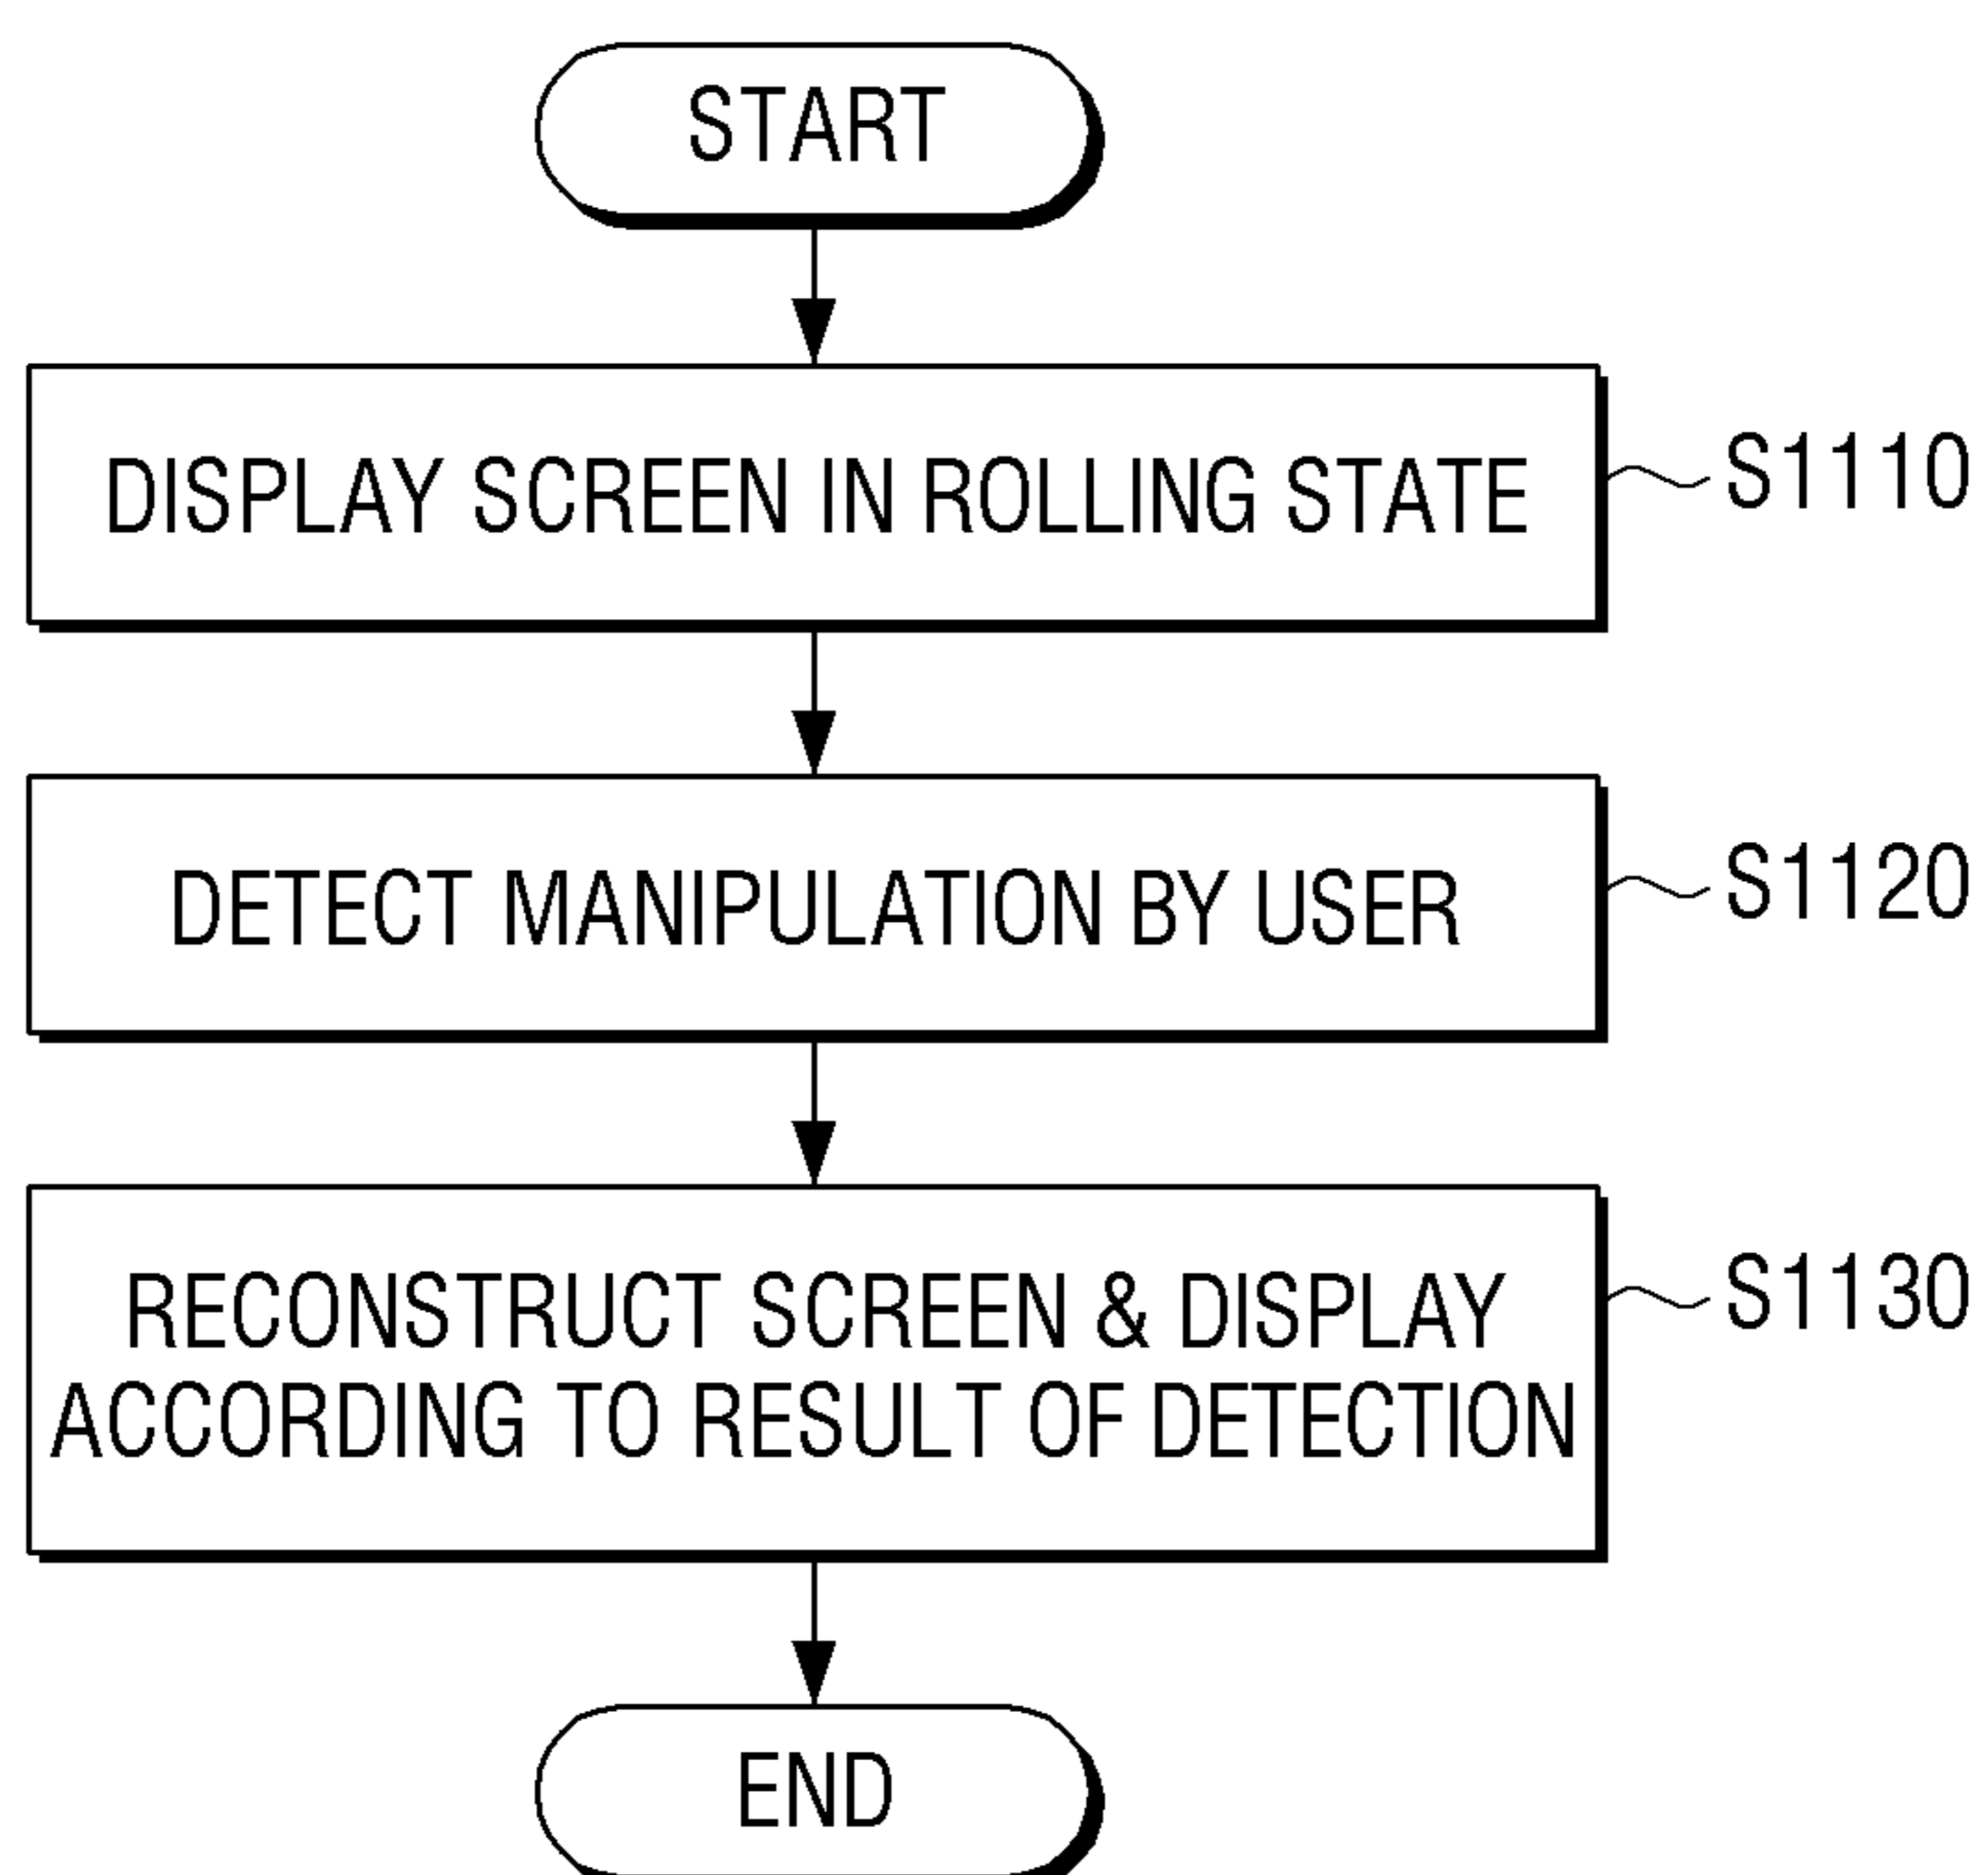 START
DISPLAY SCREEN IN ROLLING STATE
S1110
DETECT MANIPULATION BY USER
S1120
RECONSTRUCT SCREEN & DISPLAY
ACCORDING TO RESULT OF DETECTION
S1130
END